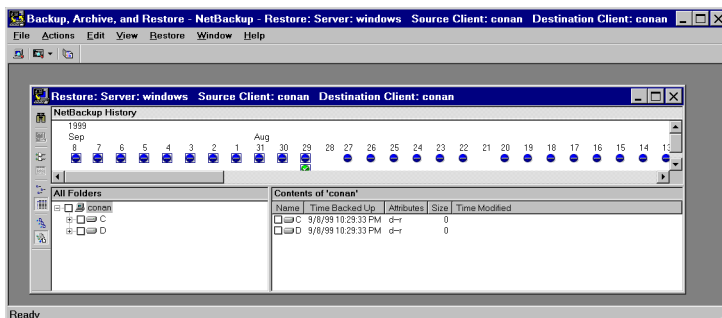 Backup, Archive, and Restore - NetBackup - Restore: Server: windows Source Client: conan Destination Client: conan
File Actions Edit View Restore Window Help
Restore: Server: windows Source Client: conan Destination Client: conan
NetBackup History
1999
Sep Aug
8 7 6 5 4 3 2 1 31 30 29 28 27 26 25 24 23 22 21 20 19 18 17 16 15 14 13
All Folders
Contents of 'conan'
conan
C
D
Name Time Backed Up Attributes Size Time Modified
C 9/8/99 10:29:33 PM d--r 0
D 9/8/99 10:29:33 PM d--r 0
Ready